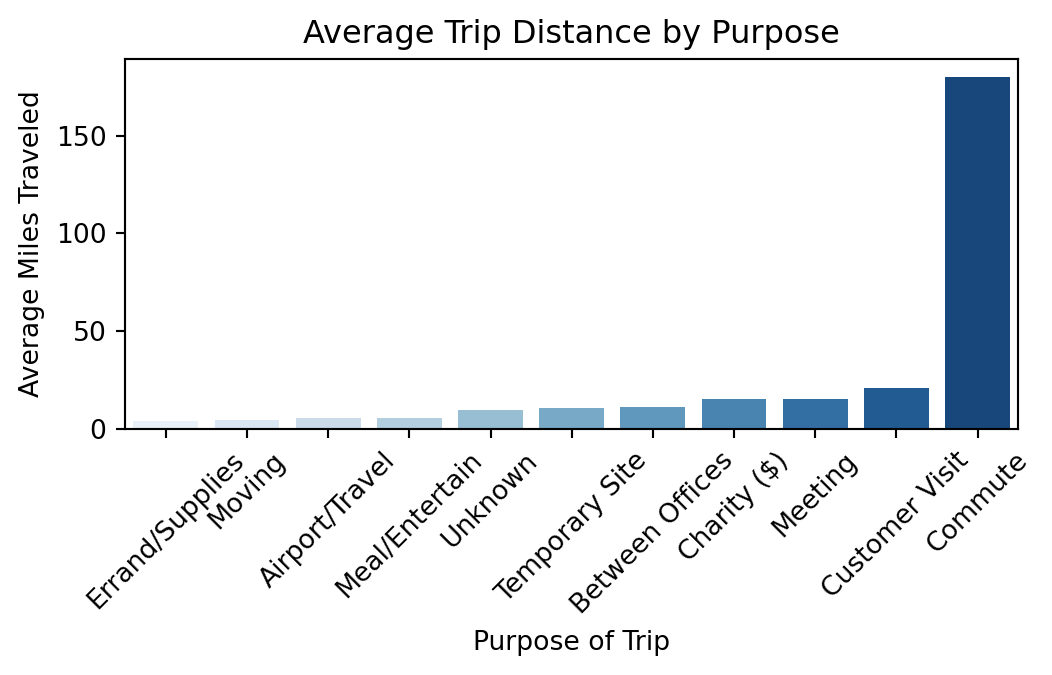 Average Trip Distance by Purpose
Average Miles Traveled
150
100
50
0
Errand/Supplies
Moving
Airport/Travel
Meal/Entertain
Unknown
Temporary Site
Between Offices
Charity ($)
Meeting
Customer Visit
Commute
Purpose of Trip